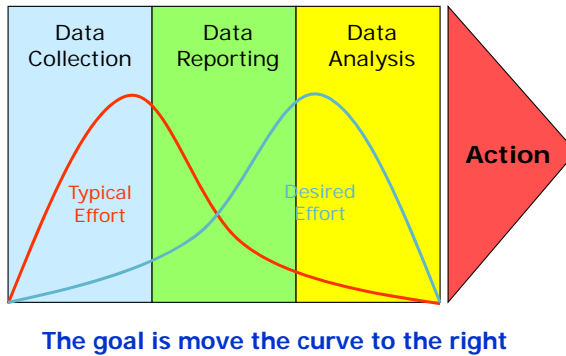 Data
Collection
Data
Reporting
Data
Analysis
Action
Typical
Effort
Desired
Effort
The goal is move the curve to the right